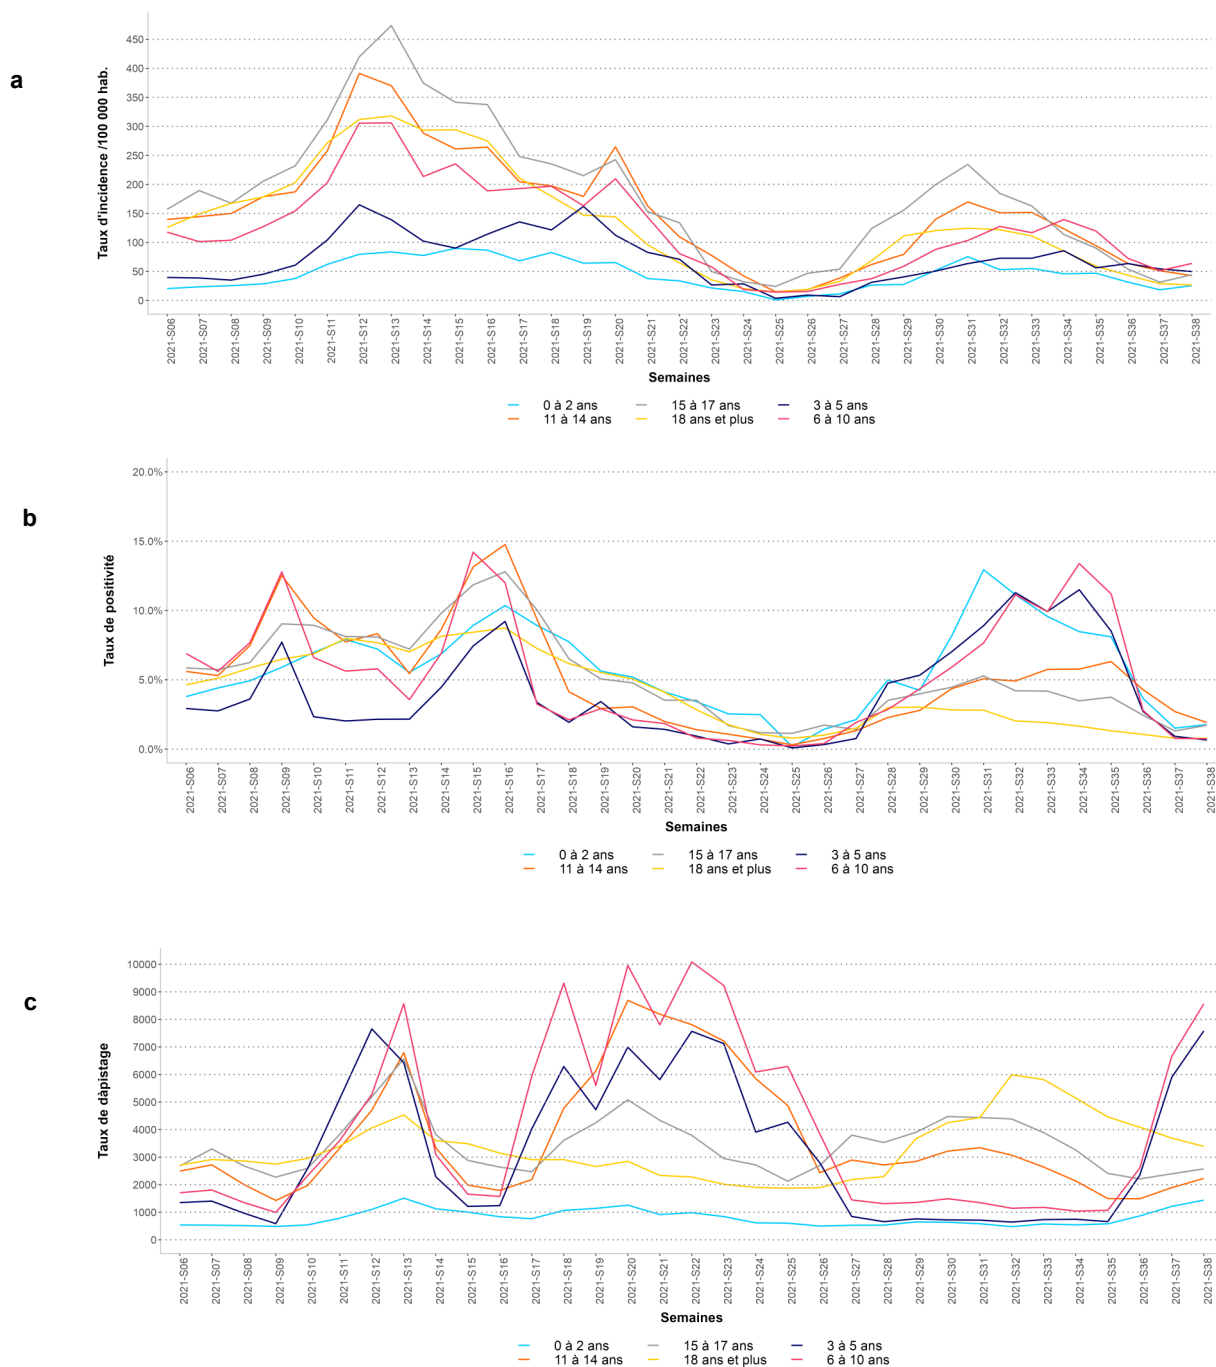 a
Taux d'incidence /100 000 hab.
450
400
350
300
250
200
150
100
50
0
2021-S06
2021-S07
2021-S08
2021-S09
2021-S10
2021-S11
2021-S12
2021-S13
2021-S14
2021-S15
2021-S16
2021-S17
2021-S18
2021-S19
2021-S20
2021-S21
2021-S22
2021-S23
2021-S24
2021-S25
2021-S26
2021-S27
2021-S28
2021-S29
2021-S30
2021-S31
2021-S32
2021-S33
2021-S34
2021-S35
2021-S36
2021-S37
2021-S38
Semaines
0 à 2 ans 15 à 17 ans 3 à 5 ans
11 à 14 ans 18 ans et plus 6 à 10 ans
b
Taux de positivité
20.0%
15.0%
10.0%
5.0%
0.0%
2021-S06
2021-S07
2021-S08
2021-S09
2021-S10
2021-S11
2021-S12
2021-S13
2021-S14
2021-S15
2021-S16
2021-S17
2021-S18
2021-S19
2021-S20
2021-S21
2021-S22
2021-S23
2021-S24
2021-S25
2021-S26
2021-S27
2021-S28
2021-S29
2021-S30
2021-S31
2021-S32
2021-S33
2021-S34
2021-S35
2021-S36
2021-S37
2021-S38
Semaines
0 à 2 ans 15 à 17 ans 3 à 5 ans
11 à 14 ans 18 ans et plus 6 à 10 ans
c
Taux de dàpistage
10000
9000
8000
7000
6000
5000
4000
3000
2000
1000
0
2021-S06
2021-S07
2021-S08
2021-S09
2021-S10
2021-S11
2021-S12
2021-S13
2021-S14
2021-S15
2021-S16
2021-S17
2021-S18
2021-S19
2021-S20
2021-S21
2021-S22
2021-S23
2021-S24
2021-S25
2021-S26
2021-S27
2021-S28
2021-S29
2021-S30
2021-S31
2021-S32
2021-S33
2021-S34
2021-S35
2021-S36
2021-S37
2021-S38
Semaines
0 à 2 ans 15 à 17 ans 3 à 5 ans
11 à 14 ans 18 ans et plus 6 à 10 ans